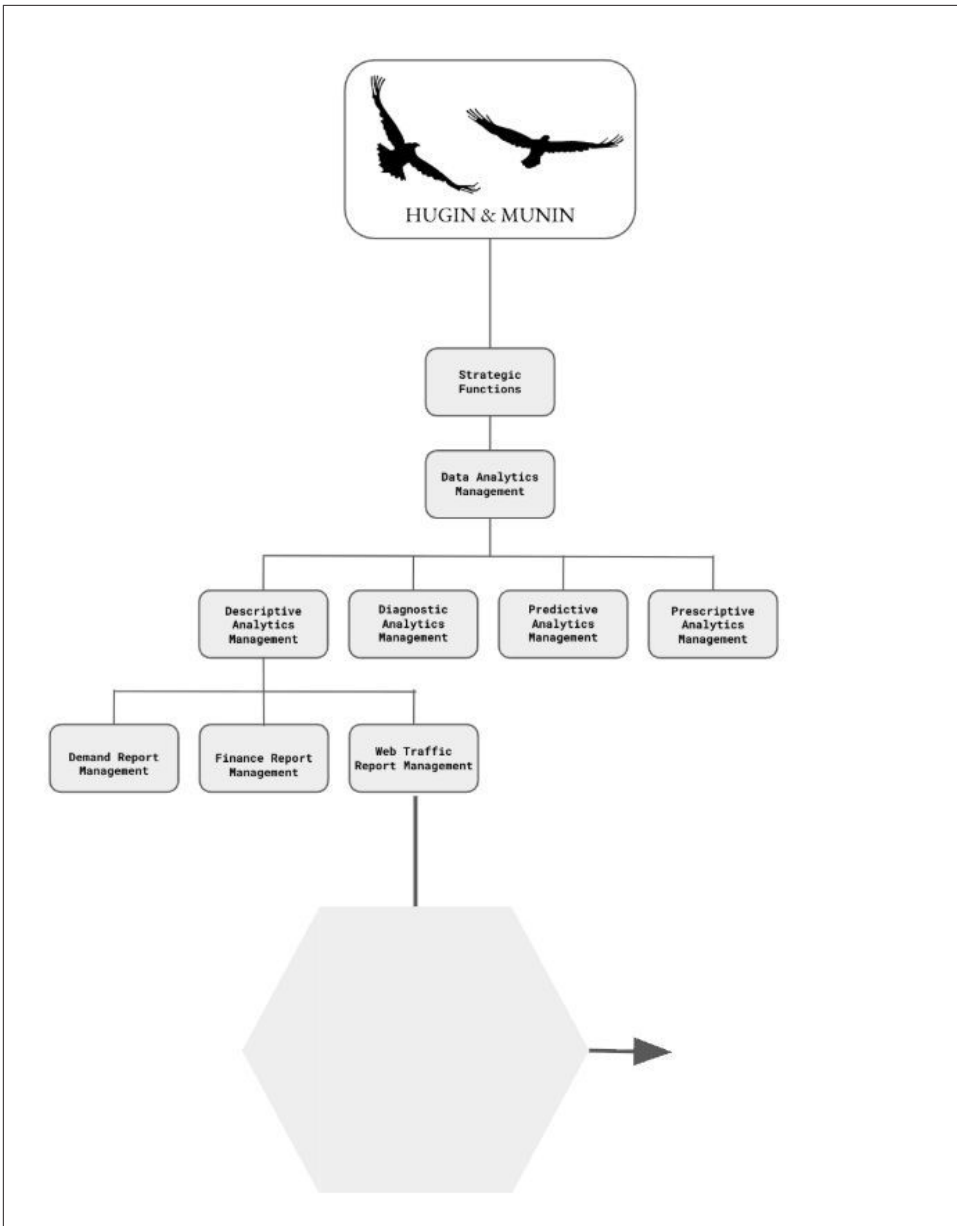 HUGIN & MUNIN
Strategic
Functions
Data Analytics
Management
Descriptive
Analytics
Management
Diagnostic
Analytics
Management
Predictive
Analytics
Management
Prescriptive
Analytics
Management
Demand Report
Management
Finance Report
Management
Web Traffic
Report Management